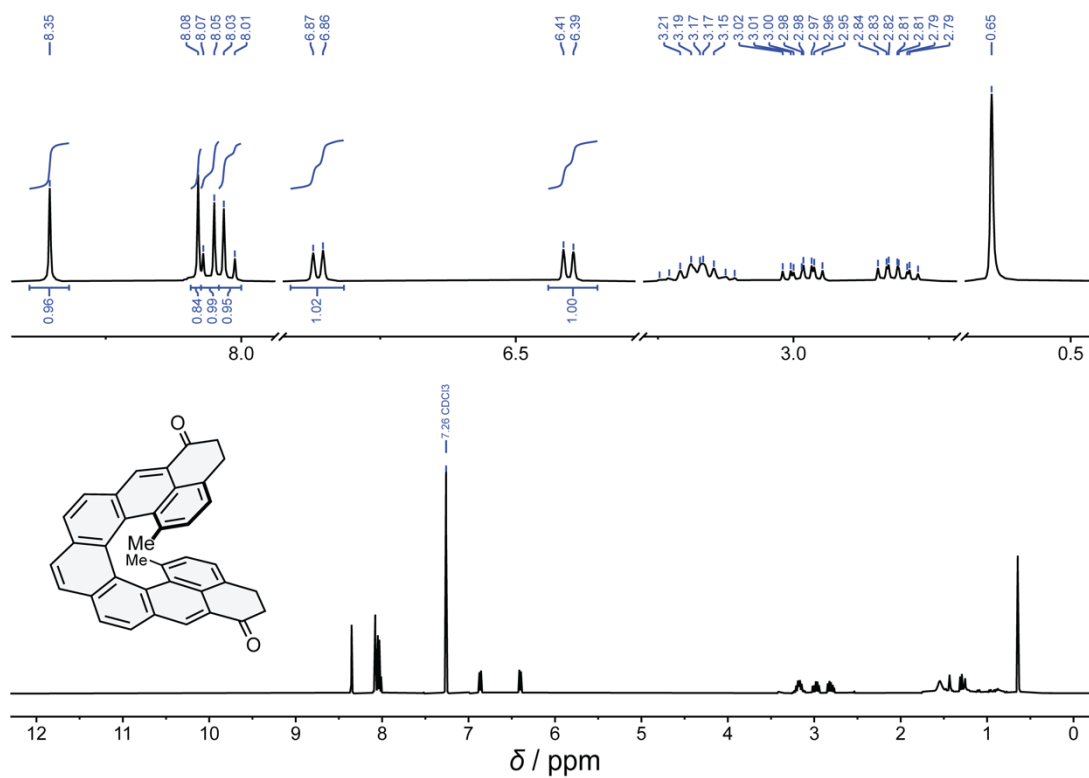 8.35 8.08 8.07 8.05 8.03 8.01 6.87 6.86 6.41 6.39 3.21 3.19 3.17 3.17 3.15 3.02 3.01 3.00 2.98 2.98 2.97 2.96 2.95 2.84 2.83 2.82 2.81 2.81 2.79 2.79 0.65
0.96 0.84 0.99 0.95 1.02 1.00
8.0 6.5 3.0 0.5
7.26 CDCl3
O
Me
Me
O
12 11 10 9 8 7 6 5 4 3 2 1 0
δ / ppm